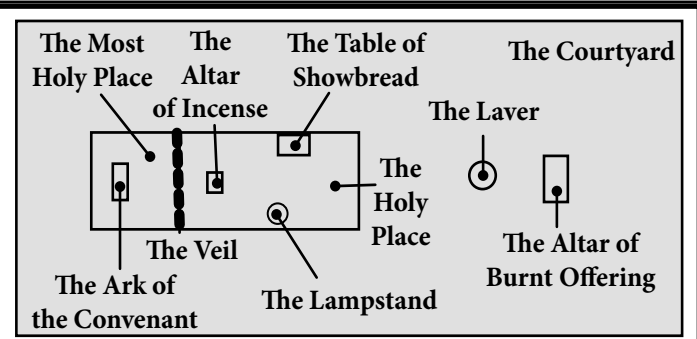 The Most
Holy Place
The
Altar
of Incense
The Table of
Showbread
The Courtyard
The Laver
The
Holy
Place
The Veil
The Ark of
the Convenant
The Lampstand
The Altar of
Burnt Offering